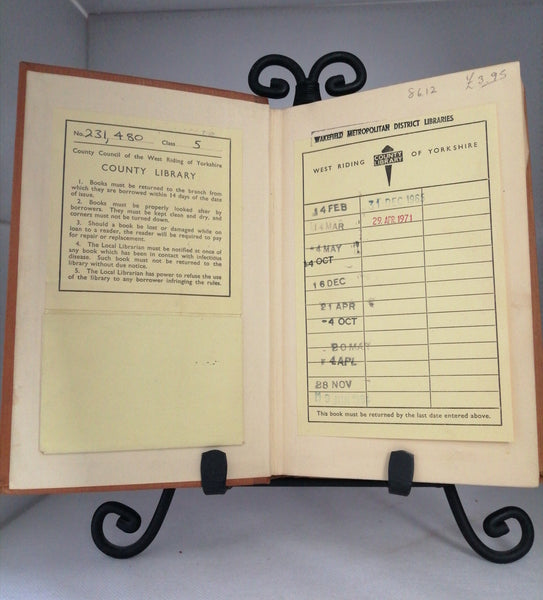 No. 231,480 Class 5
County Council of the West Riding of Yorkshire
COUNTY LIBRARY
1. Books must be returned to the branch from
which they are borrowed within 14 days of the date
of issue.
2. Books must be properly looked after by
borrowers. They must be kept clean and dry, and
corners must not be turned down.
3. Should a book be lost or damaged while on
loan to a reader, the reader will be required to pay
for repair or replacement.
4. The Local Librarian must be notified at once of
any book which has been in contact with infectious
disease. Such book must not be returned to the
library without due notice.
5. The Local Librarian has power to refuse the use
of the library to any borrower infringing the rules.
8612 £3.95
WAKEFIELD METROPOLITAN DISTRICT LIBRARIES
WEST RIDING COUNTY LIBRARY OF YORKSHIRE
14 FEB 31 DEC 1965
14 MAR 29. APR 1971
-4 MAY
14 OCT
16 DEC
21 APR
-4 OCT
20 MAY
4 APL
28 NOV
This book must be returned by the last date entered above.